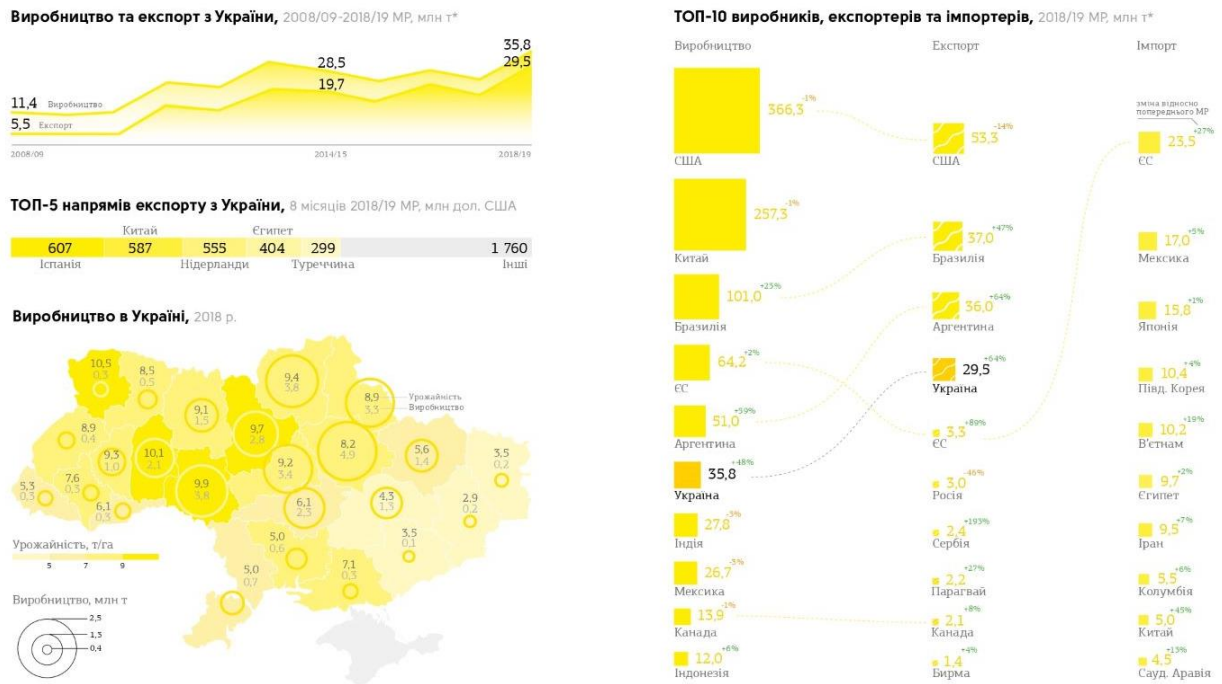 Виробництво та експорт з України, 2008/09-2018/19 МР, млн т*
35,8
28,5
29,5
19,7
11,4 Виробництво
5,5 Експорт
2008/09 2014/15 2018/19
ТОП-5 напрямів експорту з України, 8 місяців 2018/19 МР, млн дол. США
Китай Єгипет
607 587 555 404 299 1 760
Іспанія Нідерланди Туреччина Інші
Виробництво в Україні, 2018 р.
10,5
0,3
8,5
0,5
9,4
3,8
8,9
3,3
Урожайність
Виробництво
9,1
1,5
9,7
2,8
8,9
0,4
9,3
1,0
10,1
2,1
9,2
3,4
8,2
4,9
5,6
1,4
3,5
0,2
5,3
0,3
7,6
0,3
6,1
0,3
9,9
3,8
6,1
2,3
4,3
1,3
2,9
0,2
5,0
0,6
3,5
0,1
5,0
0,7
7,1
0,3
Урожайність, т/га
5 7 9
Виробництво, млн т
2,5
1,3
0,4
ТОП-10 виробників, експортерів та імпортерів, 2018/19 МР, млн т*
Виробництво
366,3 -1%
США
257,3 -1%
Китай
101,0 +23%
Бразилія
64,2 +2%
ЄС
51,0 +59%
Аргентина
35,8 +48%
Україна
27,8 -3%
Індія
26,7 -3%
Мексика
13,9 -1%
Канада
12,0 +6%
Індонезія
Експорт
53,3 -14%
США
37,0 +47%
Бразилія
36,0 +64%
Аргентина
29,5 +64%
Україна
3,3 +89%
ЄС
3,0 -46%
Росія
2,4 +193%
Сербія
2,2 +27%
Парагвай
2,1 +8%
Канада
1,4 +4%
Бирма
Імпорт
зміна відносно
попереднього МР
23,5 +27%
ЄС
17,0 +5%
Мексика
15,8 +1%
Японія
10,4 +4%
Півд. Корея
10,2 +19%
В'єтнам
9,7 +2%
Єгипет
9,5 +7%
Іран
5,5 +6%
Колумбія
5,0 +45%
Китай
4,5 +13%
Сауд. Аравія